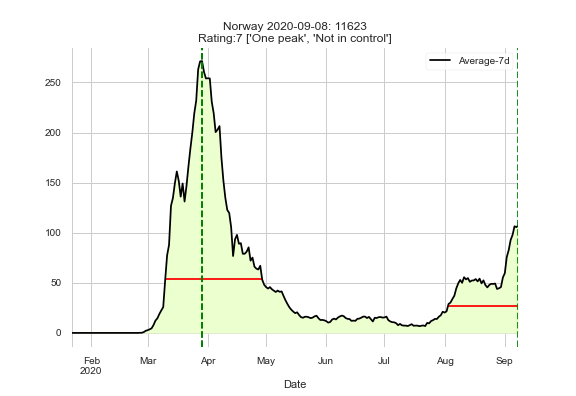 Norway 2020-09-08: 11623
Rating:7 ['One peak', 'Not in control']
Average-7d
250
200
150
100
50
0
Feb
2020
Mar
Apr
May
Jun
Jul
Aug
Sep
Date